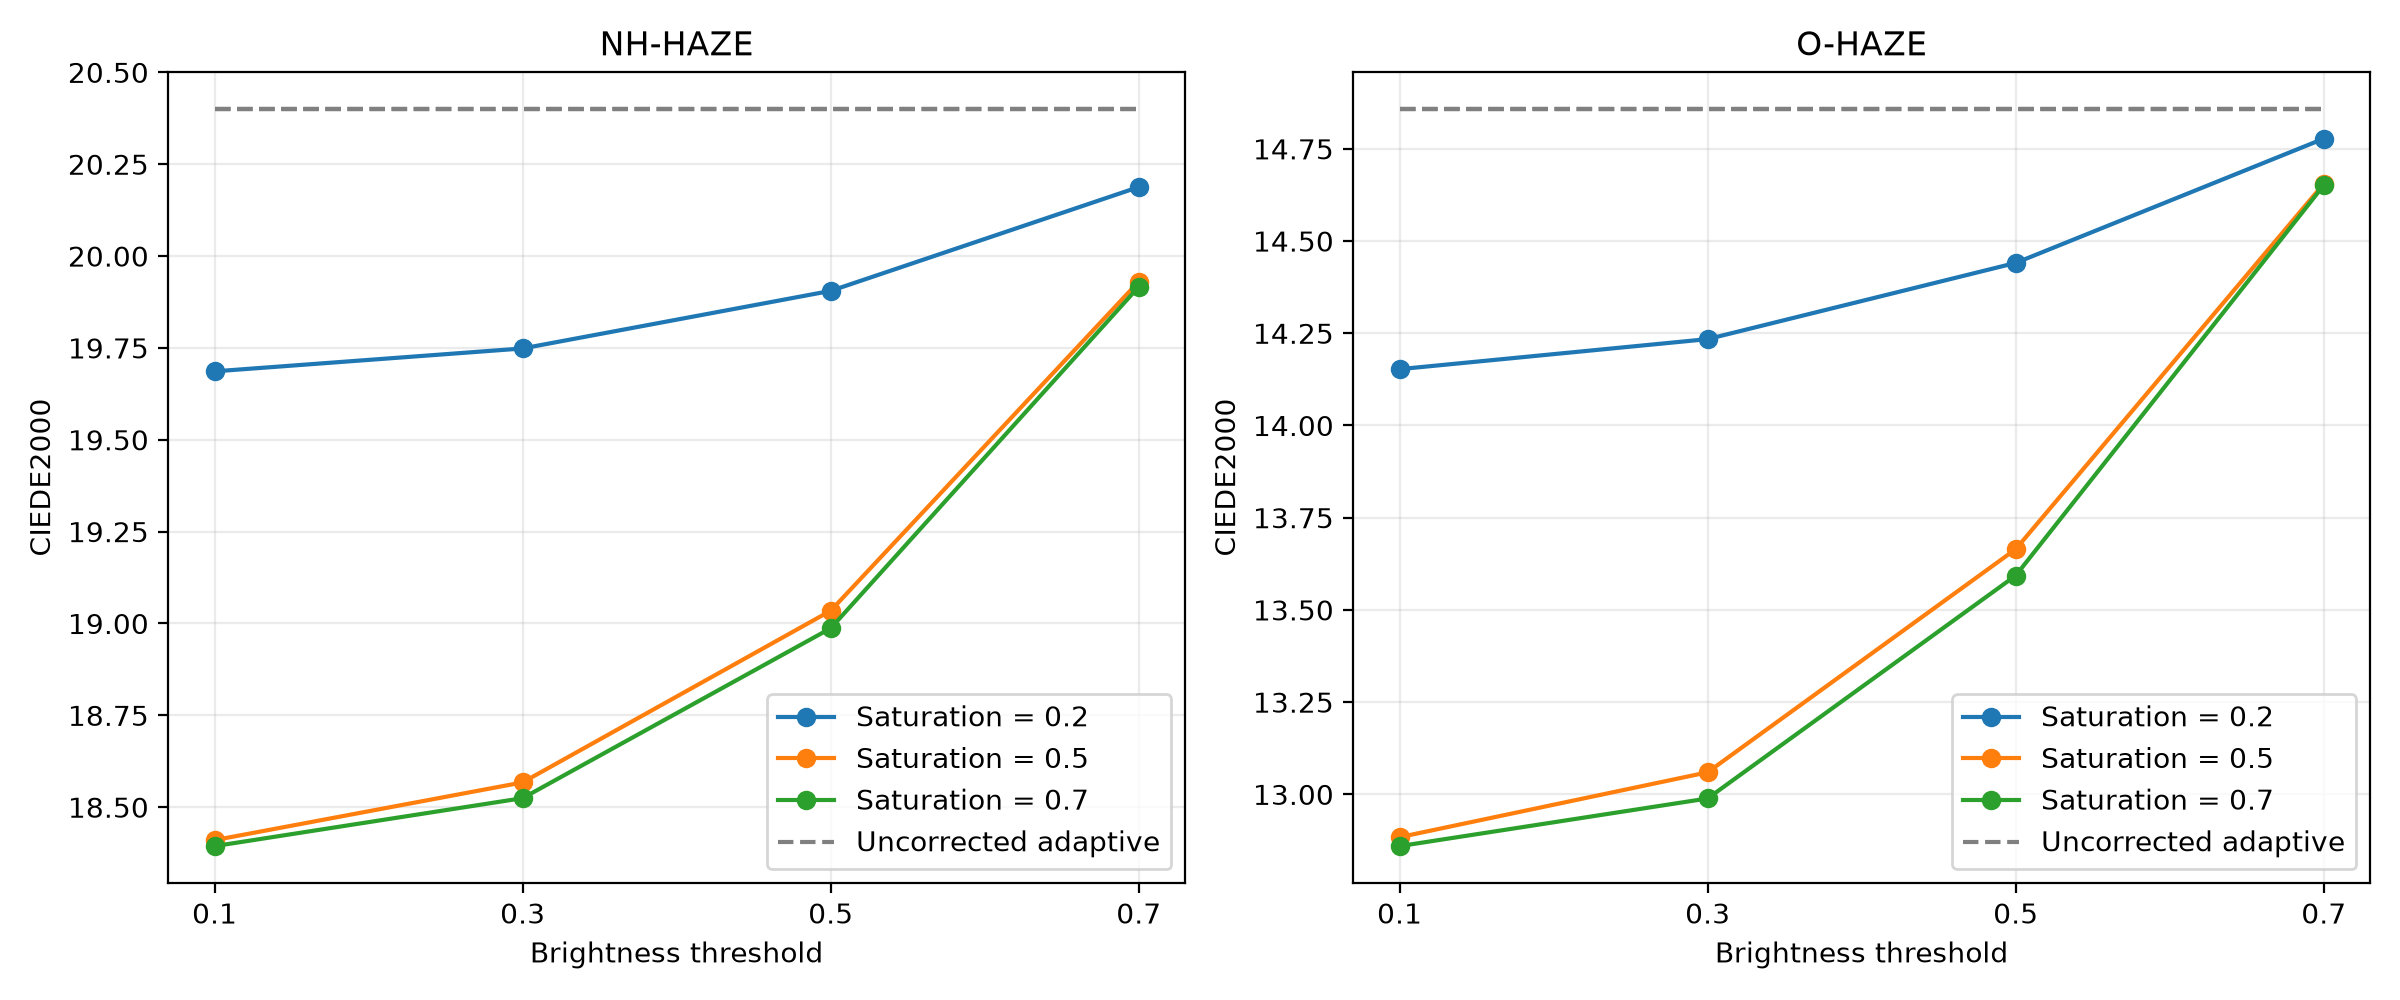 NH-HAZE
20.50
20.25
20.00
19.75
19.50
19.25
19.00
18.75
18.50
CIEDE2000
0.1
0.3
0.5
0.7
Brightness threshold
Saturation = 0.2
Saturation = 0.5
Saturation = 0.7
Uncorrected adaptive
O-HAZE
14.75
14.50
14.25
14.00
13.75
13.50
13.25
13.00
CIEDE2000
0.1
0.3
0.5
0.7
Brightness threshold
Saturation = 0.2
Saturation = 0.5
Saturation = 0.7
Uncorrected adaptive